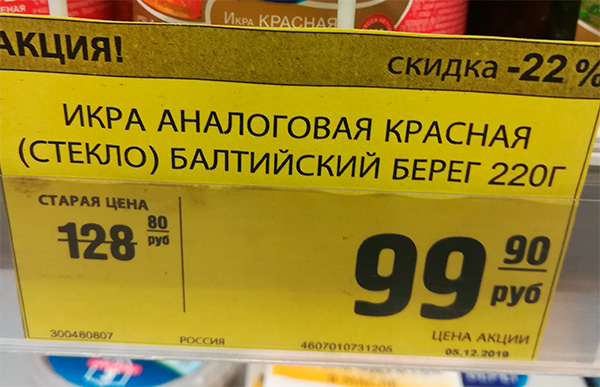 ИКРА КРАСНАЯ
АКЦИЯ!
СКИДКА -22 %
ИКРА АНАЛОГОВАЯ КРАСНАЯ
(СТЕКЛО) БАЛТИЙСКИЙ БЕРЕГ 220Г
СТАРАЯ ЦЕНА
128 80 руб
99 90 руб
ЦЕНА АКЦИИ
300480807 РОССИЯ 4607010731205 05.12.2019